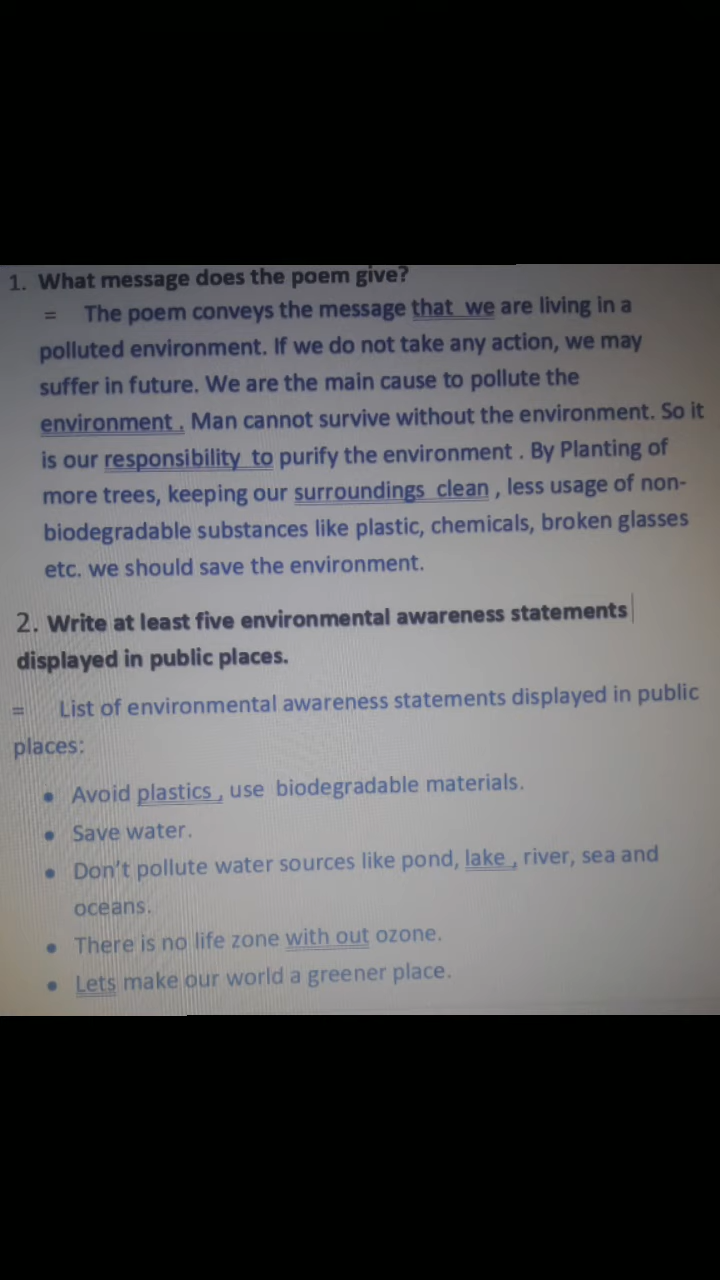 1. What message does the poem give?
= The poem conveys the message that we are living in a
polluted environment. If we do not take any action, we may
suffer in future. We are the main cause to pollute the
environment . Man cannot survive without the environment. So it
is our responsibility to purify the environment . By Planting of
more trees, keeping our surroundings clean , less usage of non-
biodegradable substances like plastic, chemicals, broken glasses
etc. we should save the environment.
2. Write at least five environmental awareness statements
displayed in public places.
= List of environmental awareness statements displayed in public
places:
• Avoid plastics , use biodegradable materials.
• Save water.
• Don't pollute water sources like pond, lake , river, sea and
oceans.
• There is no life zone with out ozone.
• Lets make our world a greener place.